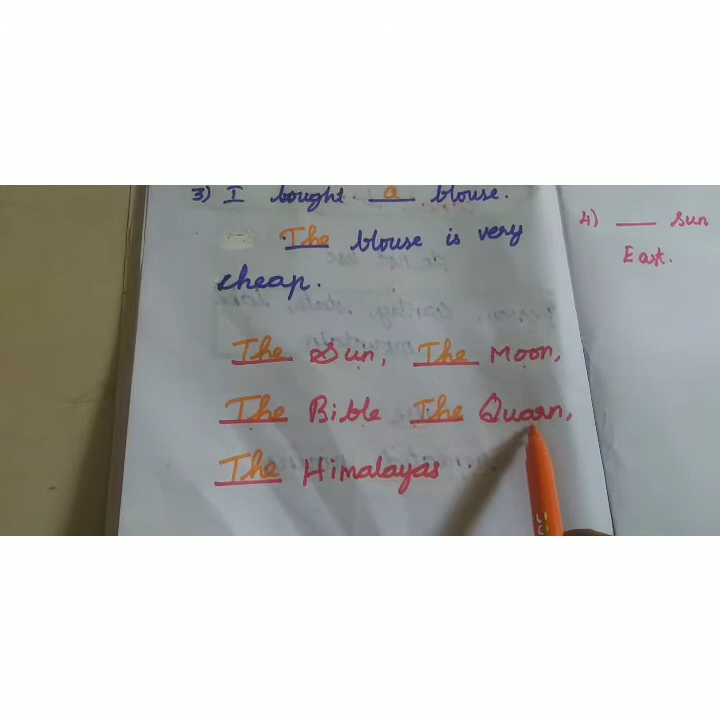 3) I bought a blouse.
The blouse is very
cheap.
The Sun, The Moon,
The Bible The Quarn,
The Himalayas
4) ___ sun
East.